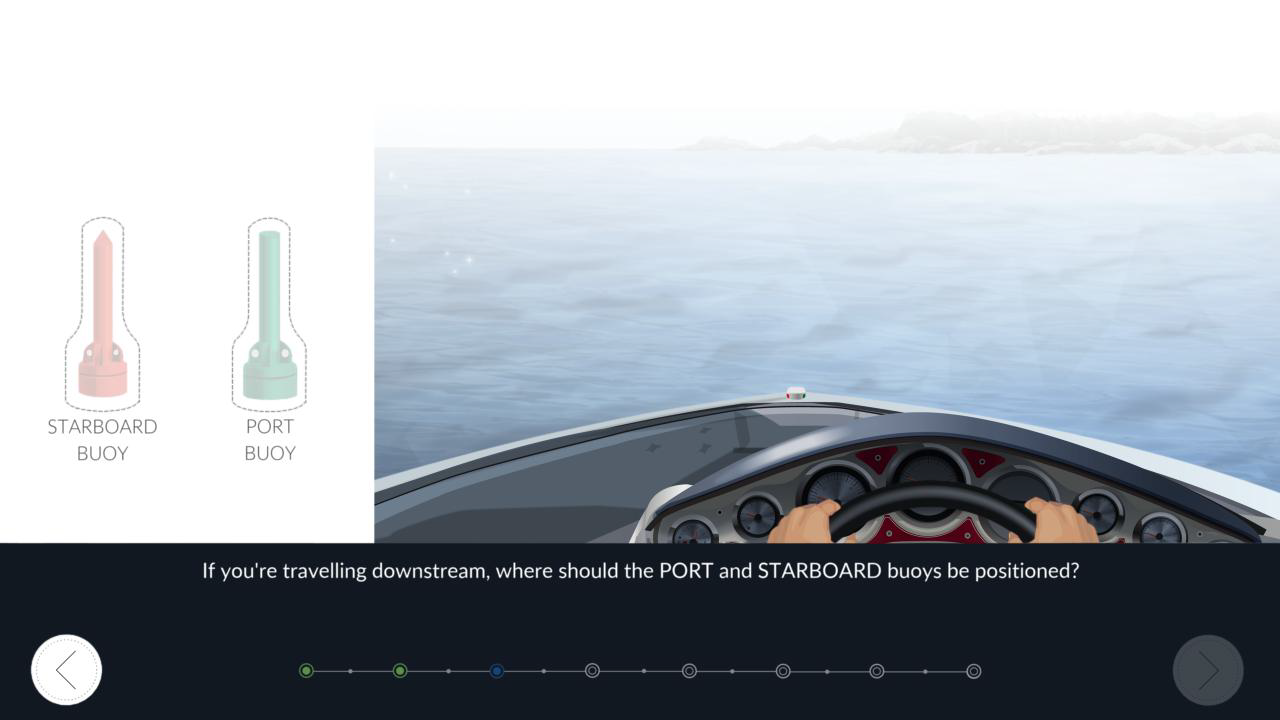 STARBOARD
BUOY
PORT
BUOY
If you're travelling downstream, where should the PORT and STARBOARD buoys be positioned?